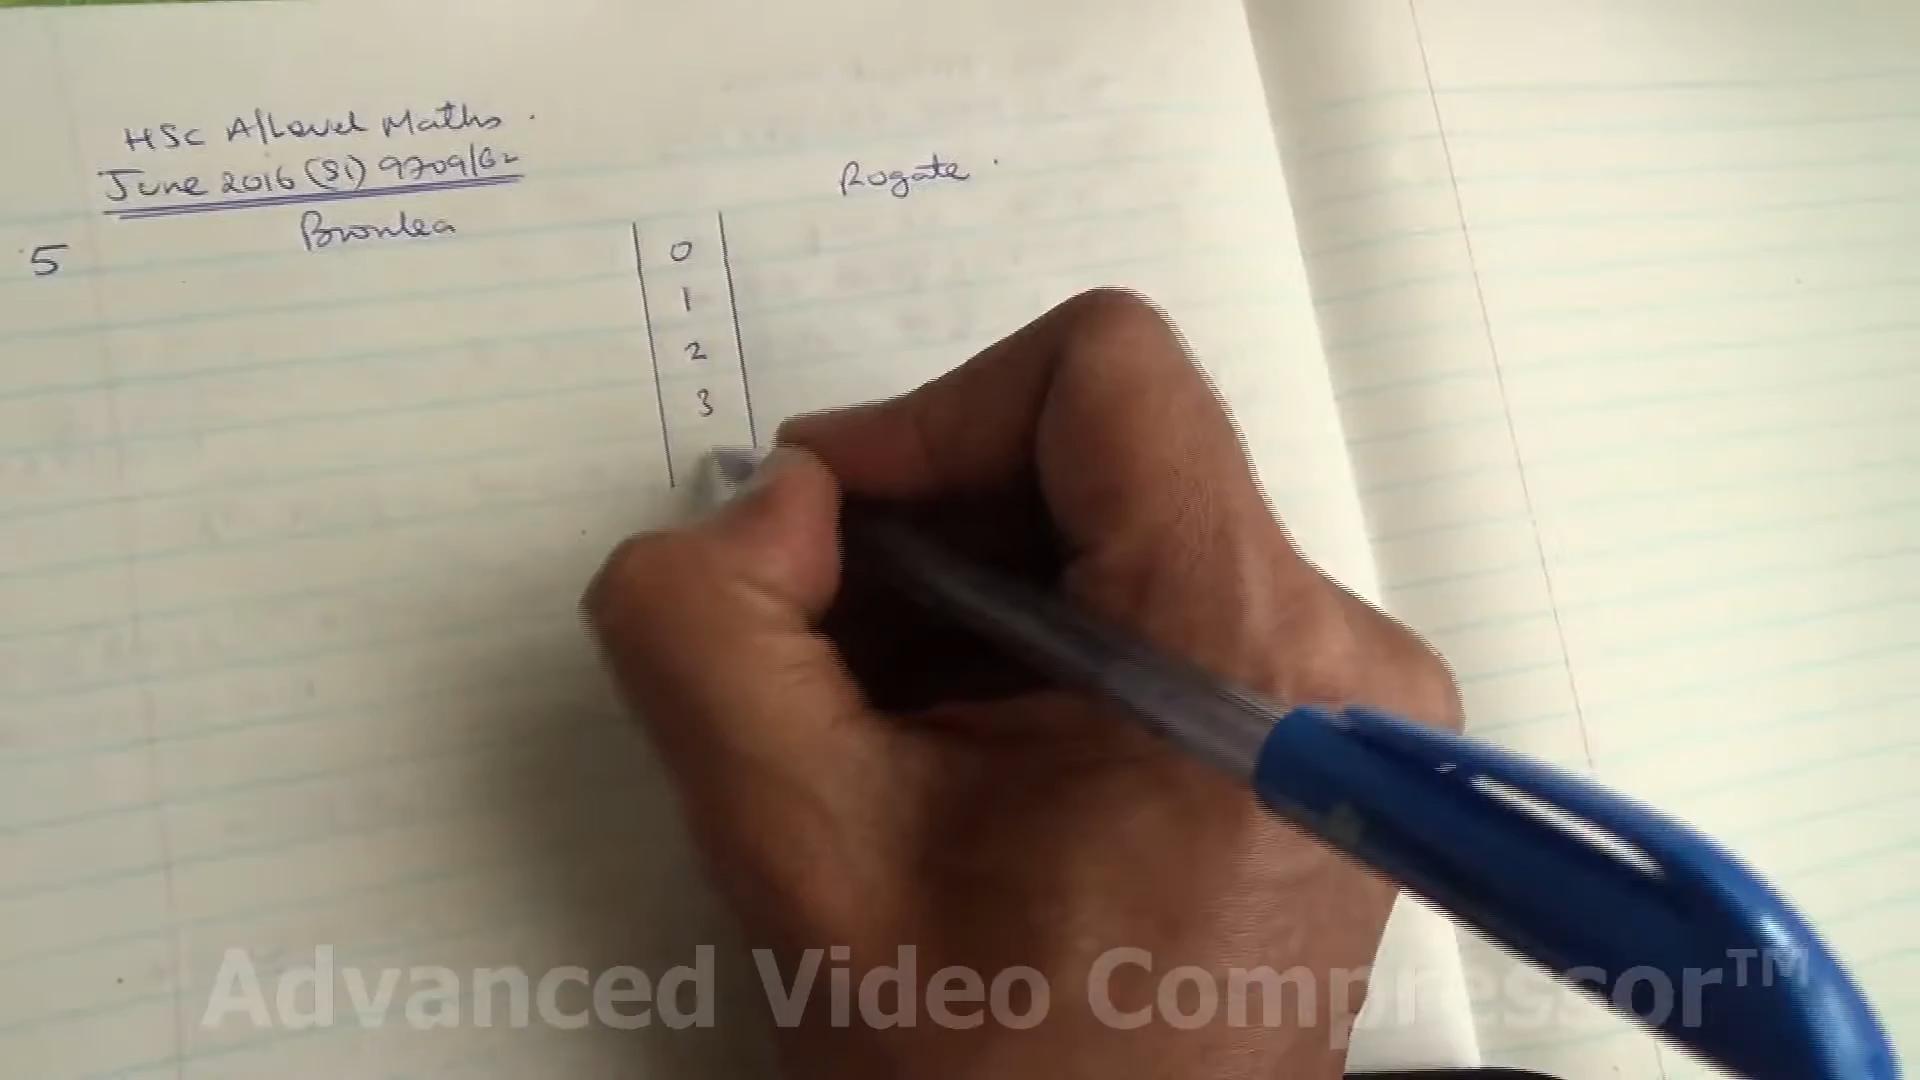 HSC A/Level Maths.
June 2016 (S1) 9709/62
Bronlea
Rogate.
5
0
1
2
3
Advanced Video Compressor™